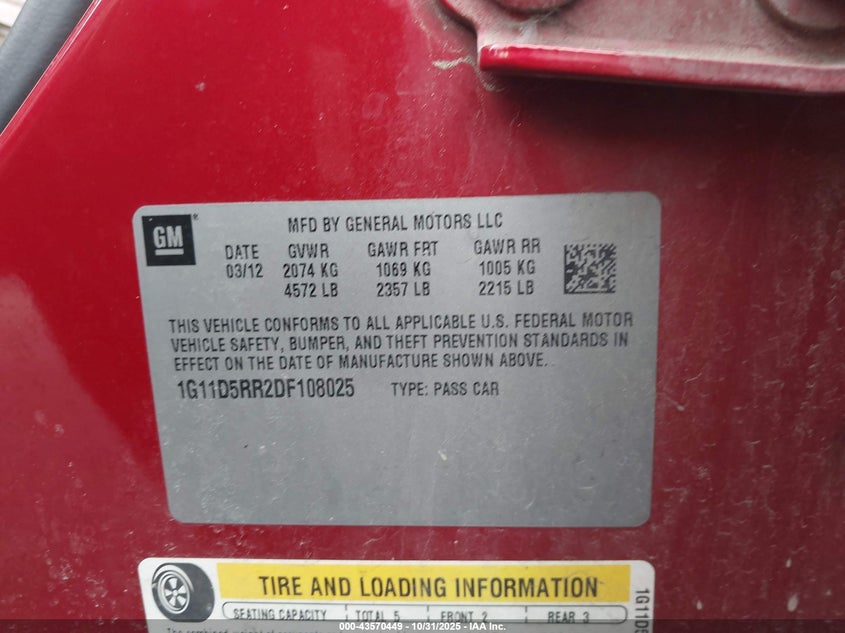 GM ®
MFD BY GENERAL MOTORS LLC
DATE GVWR GAWR FRT GAWR RR
03/12 2074 KG 1069 KG 1005 KG
4572 LB 2357 LB 2215 LB
THIS VEHICLE CONFORMS TO ALL APPLICABLE U.S. FEDERAL MOTOR
VEHICLE SAFETY, BUMPER, AND THEFT PREVENTION STANDARDS IN
EFFECT ON THE DATE OF MANUFACTURE SHOWN ABOVE.
1G11D5RR2DF108025 TYPE: PASS CAR
TIRE AND LOADING INFORMATION
SEATING CAPACITY TOTAL 5 FRONT 2 REAR 3
1G11D5
000-43570449 - 10/31/2025 - IAA Inc.